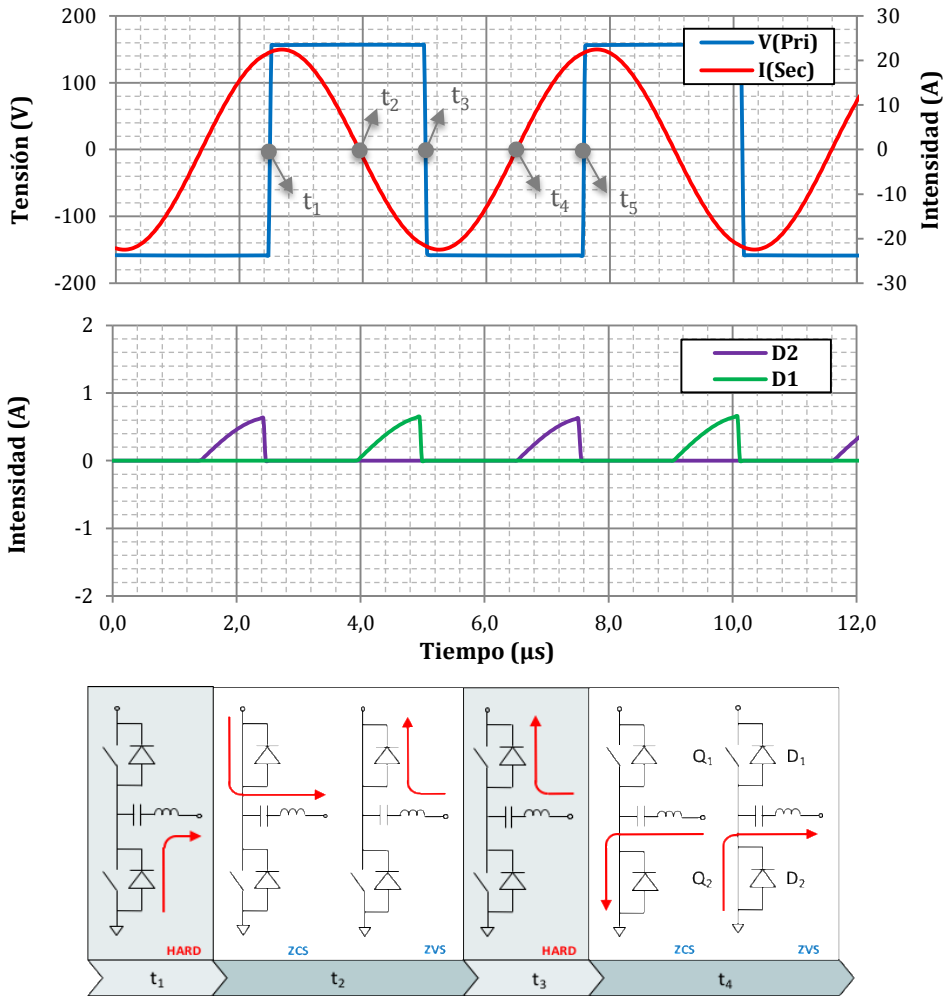 200
100
0
-100
-200
Tensión (V)
30
20
10
0
-10
-20
-30
Intensidad (A)
V(Pri)
I(Sec)
t1
t2
t3
t4
t5
2
1
0
-1
-2
Intensidad (A)
D2
D1
0,0 2,0 4,0 6,0 8,0 10,0 12,0
Tiempo (µs)
Q1 D1
Q2 D2
HARD ZCS ZVS HARD ZCS ZVS
t1 t2 t3 t4